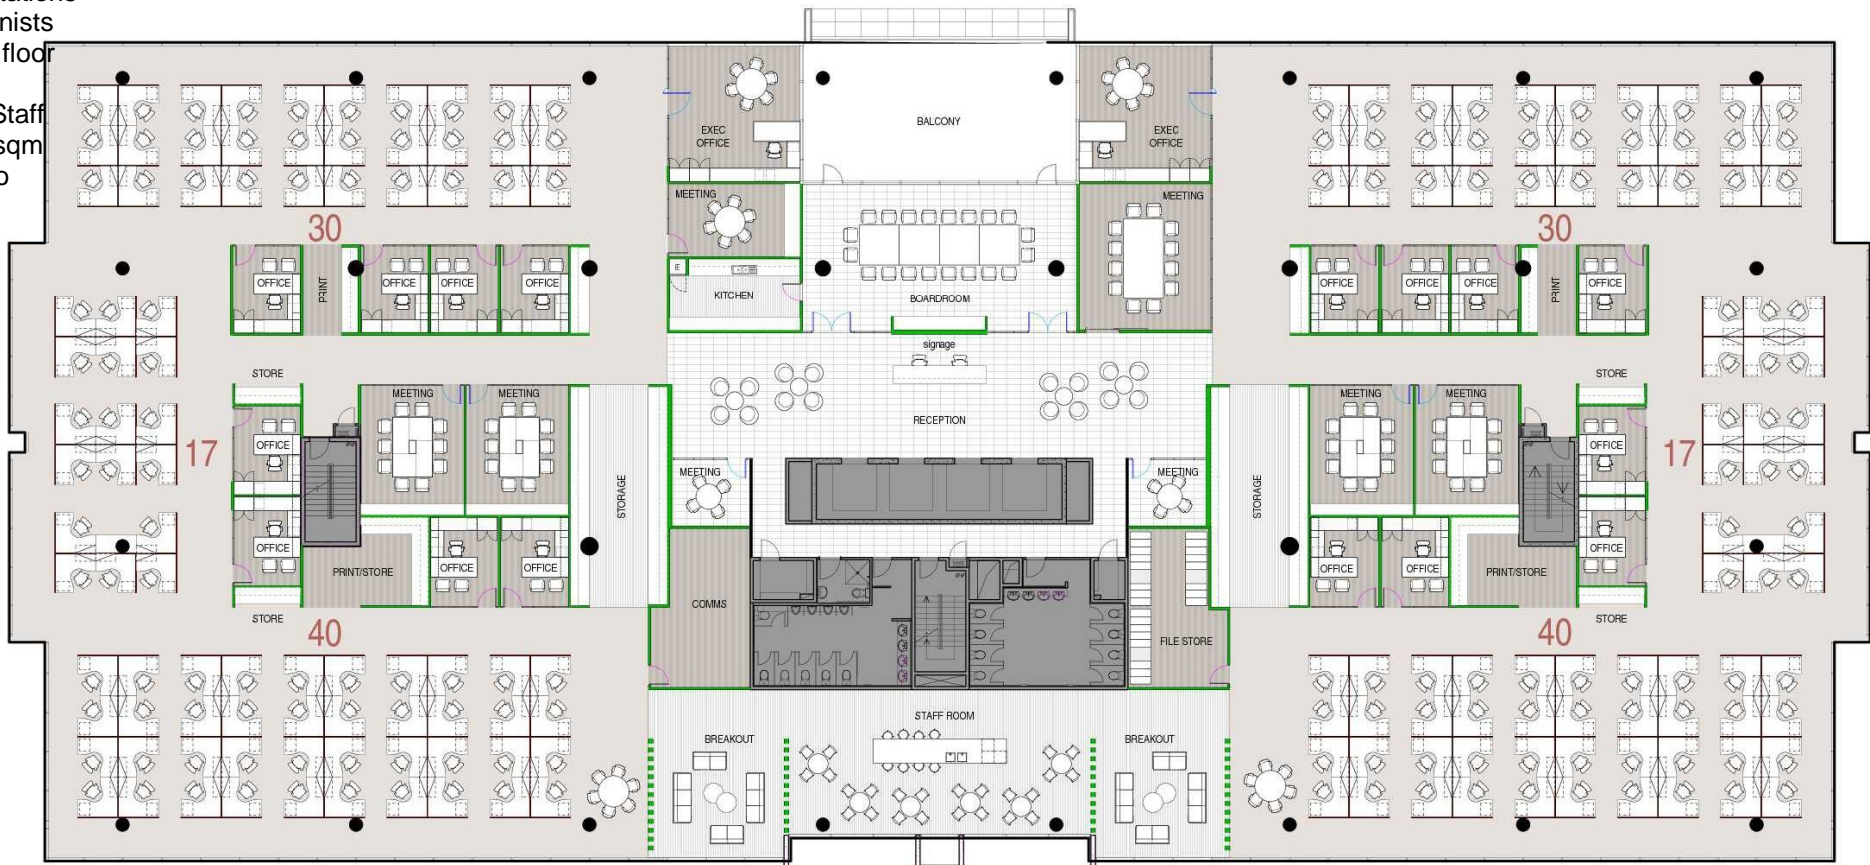 nists
floor
Staff
sqm
EXEC
OFFICE
BALCONY
EXEC
OFFICE
MEETING
MEETING
30
30
OFFICE
PRINT
OFFICE
OFFICE
OFFICE
KITCHEN
BOARDROOM
OFFICE
OFFICE
OFFICE
PRINT
OFFICE
signage
STORE
STORE
MEETING
MEETING
RECEPTION
MEETING
MEETING
17
OFFICE
OFFICE
17
MEETING
MEETING
STORAGE
STORAGE
OFFICE
OFFICE
OFFICE
OFFICE
OFFICE
OFFICE
PRINT/STORE
PRINT/STORE
COMMS
STORE
STORE
40
40
FILE STORE
STAFF ROOM
BREAKOUT
BREAKOUT